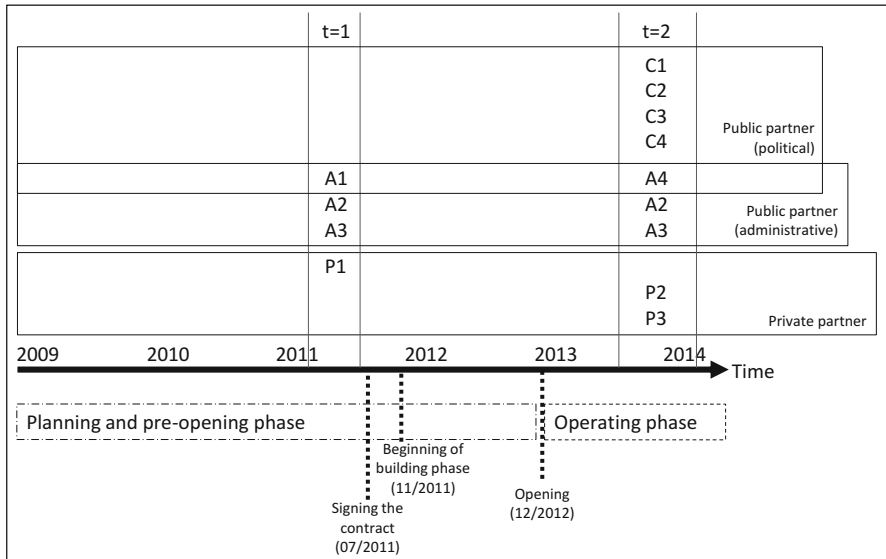 t=1 t=2
C1
C2
C3
C4
Public partner
(political)
A1 A4
A2 A2
A3 A3
Public partner
(administrative)
P1
P2
P3
Private partner
2009 2010 2011 2012 2013 2014
Time
Planning and pre-opening phase Operating phase
Beginning of
building phase
(11/2011)
Signing the
contract
(07/2011)
Opening
(12/2012)